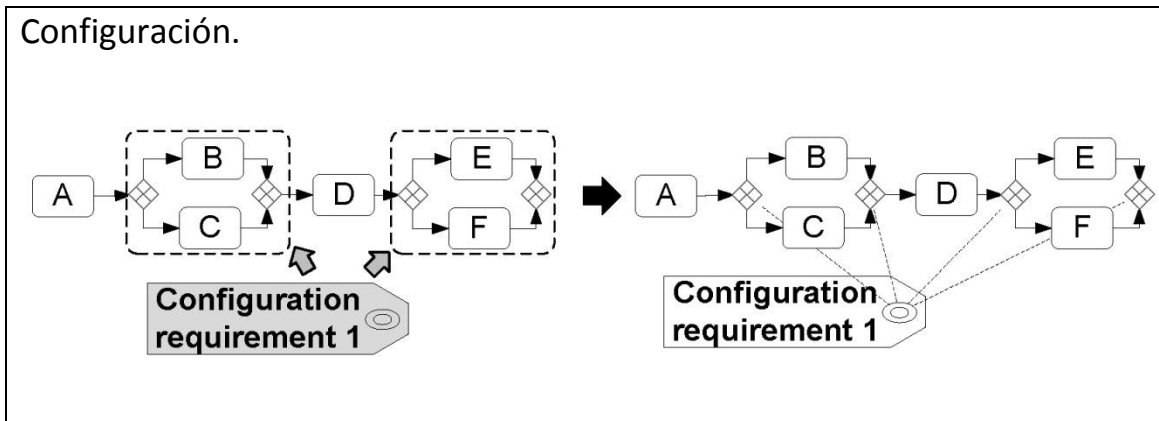 Configuración.
A
B
C
D
E
F
Configuration
requirement 1
A
B
C
D
E
F
Configuration
requirement 1